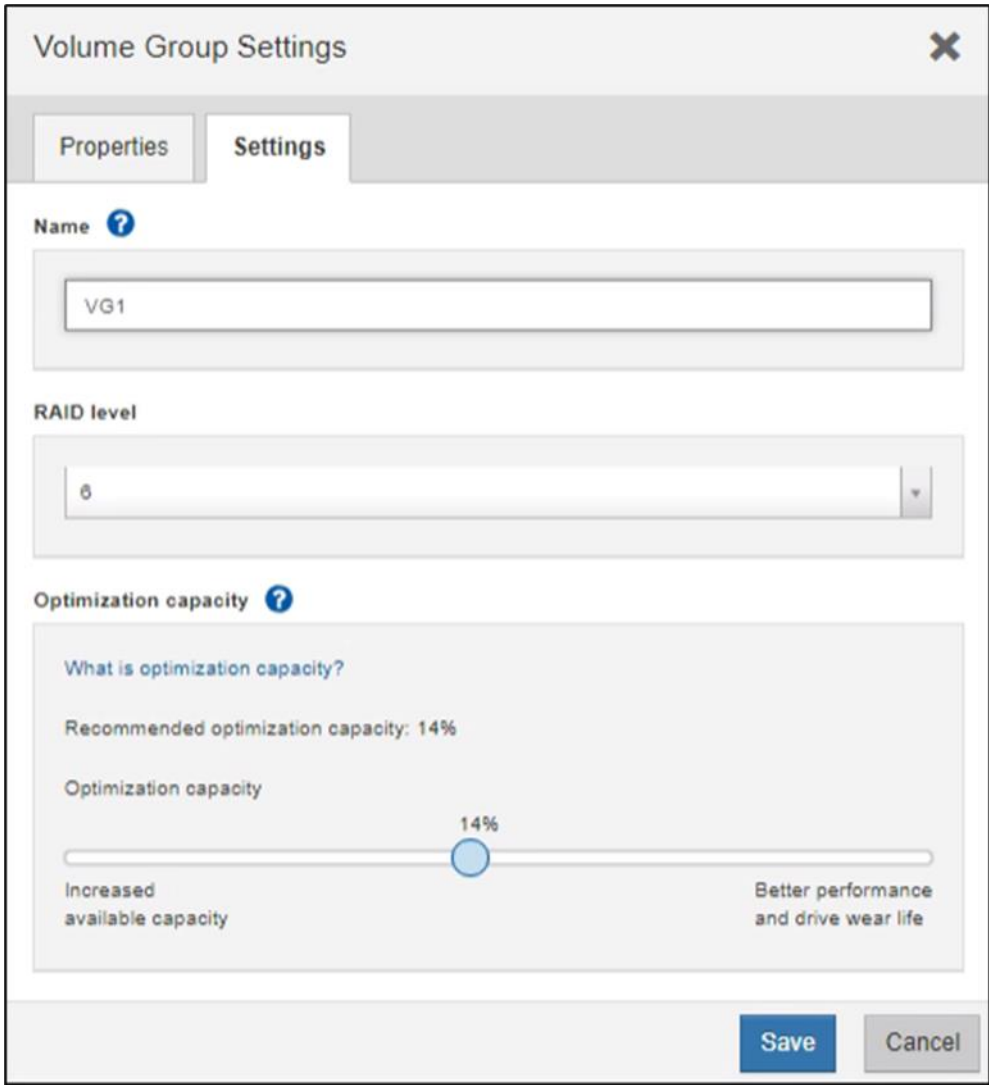 Volume Group Settings
Properties
Settings
Name ?
VG1
RAID level
6
Optimization capacity ?
What is optimization capacity?
Recommended optimization capacity: 14%
Optimization capacity
14%
Increased
available capacity
Better performance
and drive wear life
Save
Cancel